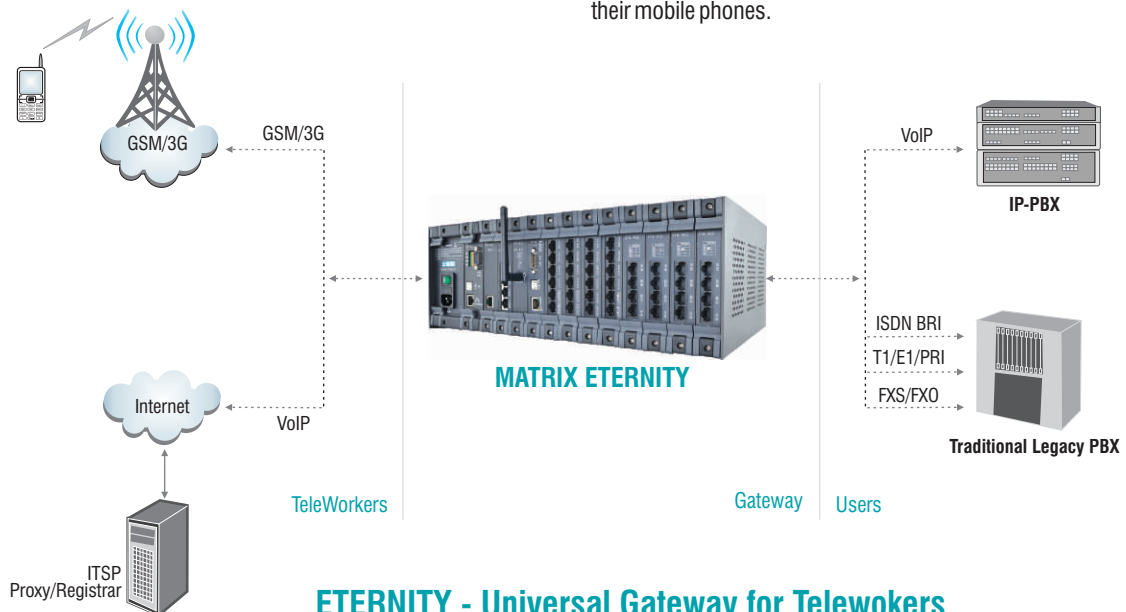 their mobile phones.
GSM/3G
GSM/3G
VoIP
IP-PBX
MATRIX ETERNITY
ISDN BRI
T1/E1/PRI
FXS/FXO
Traditional Legacy PBX
Internet
VoIP
TeleWorkers
Gateway
Users
ITSP
Proxy/Registrar
ETERNITY - Universal Gateway for Telewokers